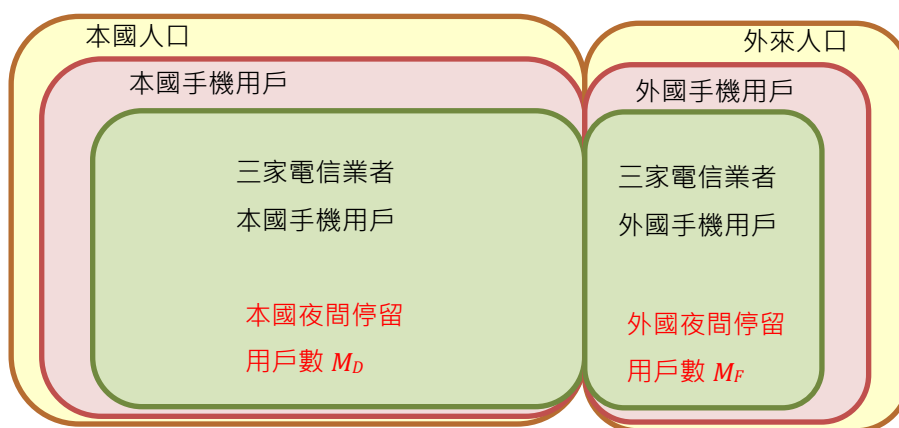 本國人口
本國手機用戶
三家電信業者
本國手機用戶
本國夜間停留
用戶數 M_D
外來人口
外國手機用戶
三家電信業者
外國手機用戶
外國夜間停留
用戶數 M_F